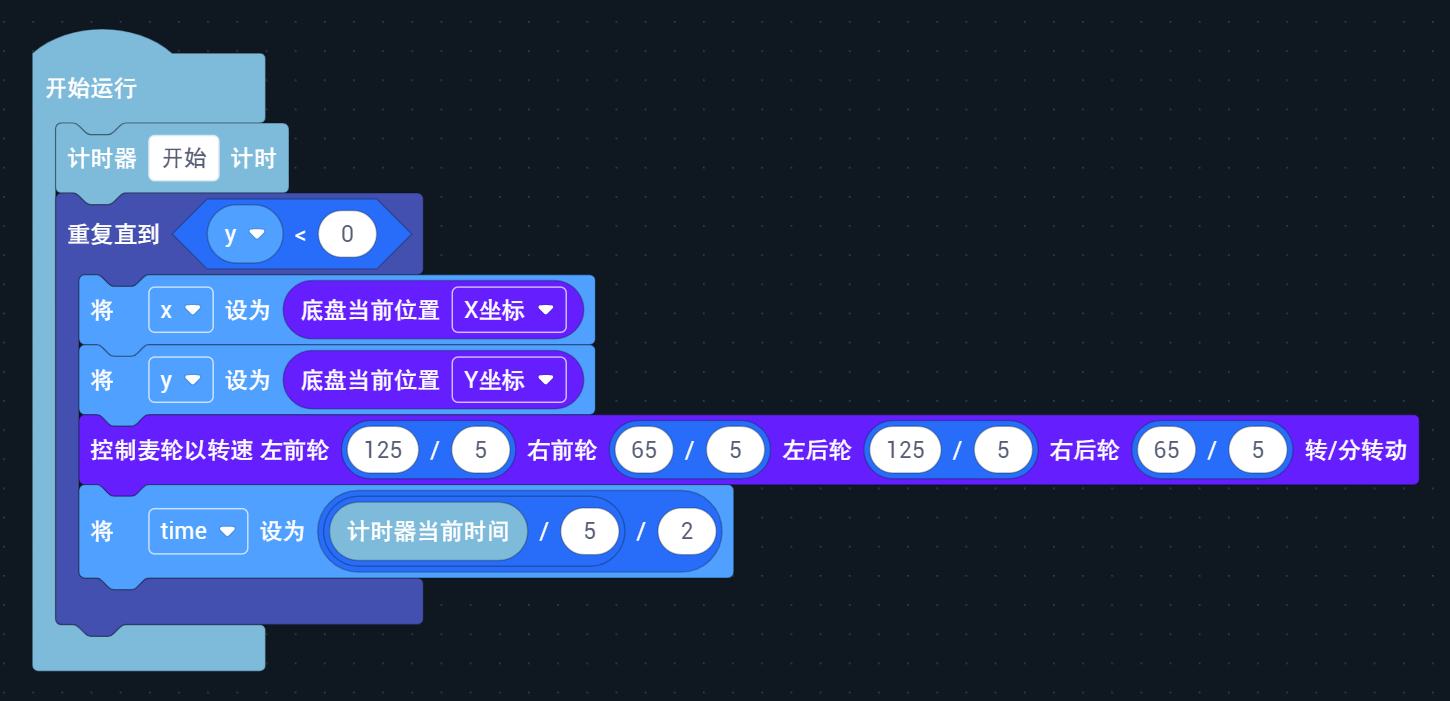 开始运行
计时器 开始 计时
重复直到 y < 0
将 x 设为 底盘当前位置 X坐标
将 y 设为 底盘当前位置 Y坐标
控制麦轮以转速 左前轮 125 / 5 右前轮 65 / 5 左后轮 125 / 5 右后轮 65 / 5 转/分转动
将 time 设为 计时器当前时间 / 5 / 2